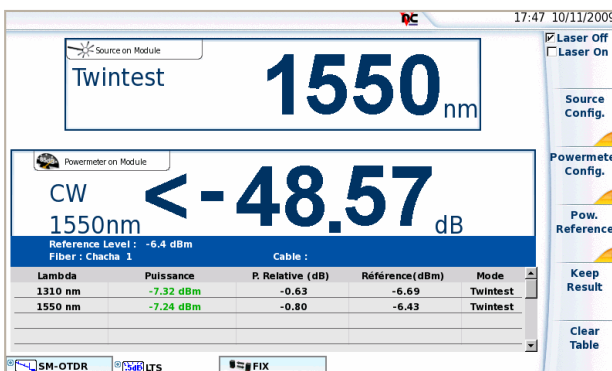 17:47 10/11/2009
Laser Off
Laser On
Source on Module
Twintest
1550 nm
Source
Config.
Powermeter on Module
CW
1550nm
<-48.57 dB
Powermete
Config.
Pow.
Reference
Reference Level : -6.4 dBm
Fiber : Chacha 1 Cable :
Lambda Puissance P. Relative (dB) Référence(dBm) Mode
1310 nm -7.32 dBm -0.63 -6.69 Twintest
1550 nm -7.24 dBm -0.80 -6.43 Twintest
Keep
Result
Clear
Table
SM-OTDR LTS FIX